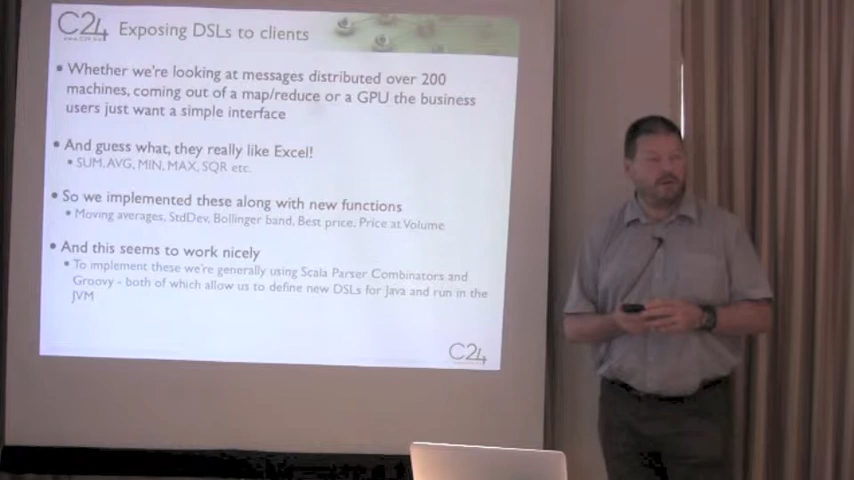 C24 Exposing DSLs to clients
• Whether we're looking at messages distributed over 200
machines, coming out of a map/reduce or a GPU the business
users just want a simple interface
• And guess what, they really like Excel!
• SUM, AVG, MIN, MAX, SQR etc.
• So we implemented these along with new functions
• Moving averages, StdDev, Bollinger band, Best price, Price at Volume
• And this seems to work nicely
• To implement these we're generally using Scala Parser Combinators and
Groovy - both of which allow us to define new DSLs for Java and run in the
JVM
C24